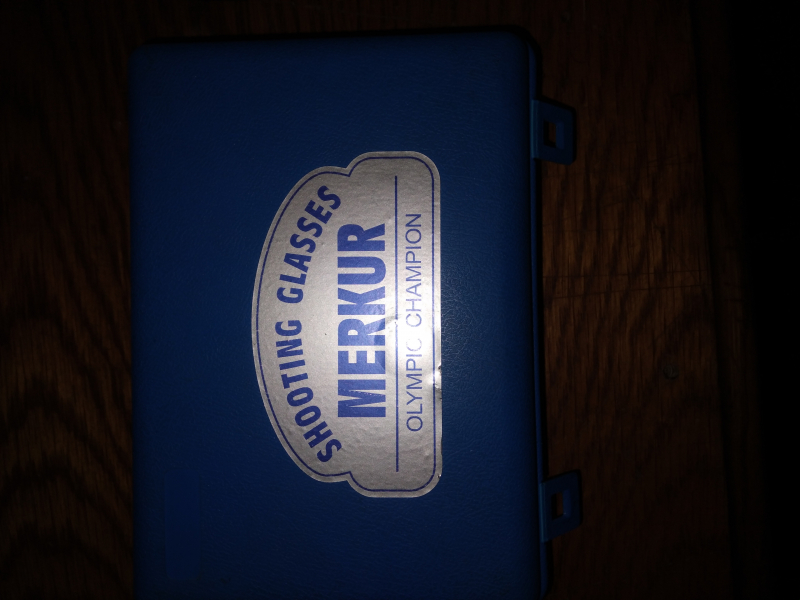 SHOOTING GLASSES
MERKUR
OLYMPIC CHAMPION